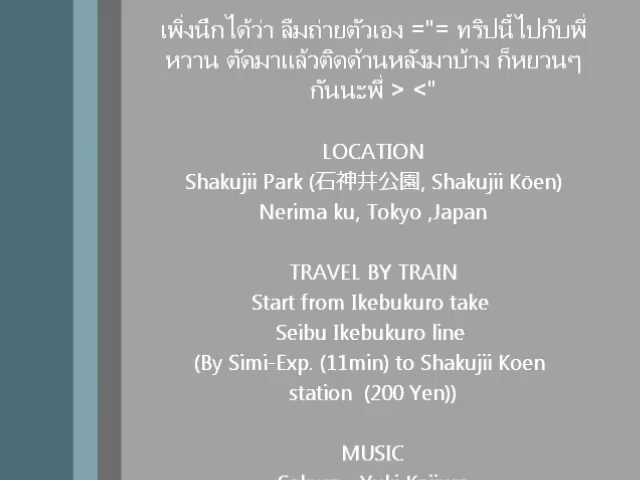 เพิ่งนึกได้ว่า ลืมถ่ายตัวเอง ="= ทริปนี้ไปกับพี่
หวาน ตัดมาแล้วติดด้านหลังมาบ้าง ก็หยวนๆ
กันนะพี่ > <"
LOCATION
Shakujii Park (石神井公園, Shakujii Kōen)
Nerima ku, Tokyo ,Japan
TRAVEL BY TRAIN
Start from Ikebukuro take
Seibu Ikebukuro line
(By Simi-Exp. (11min) to Shakujii Koen
station  (200 Yen))
MUSIC